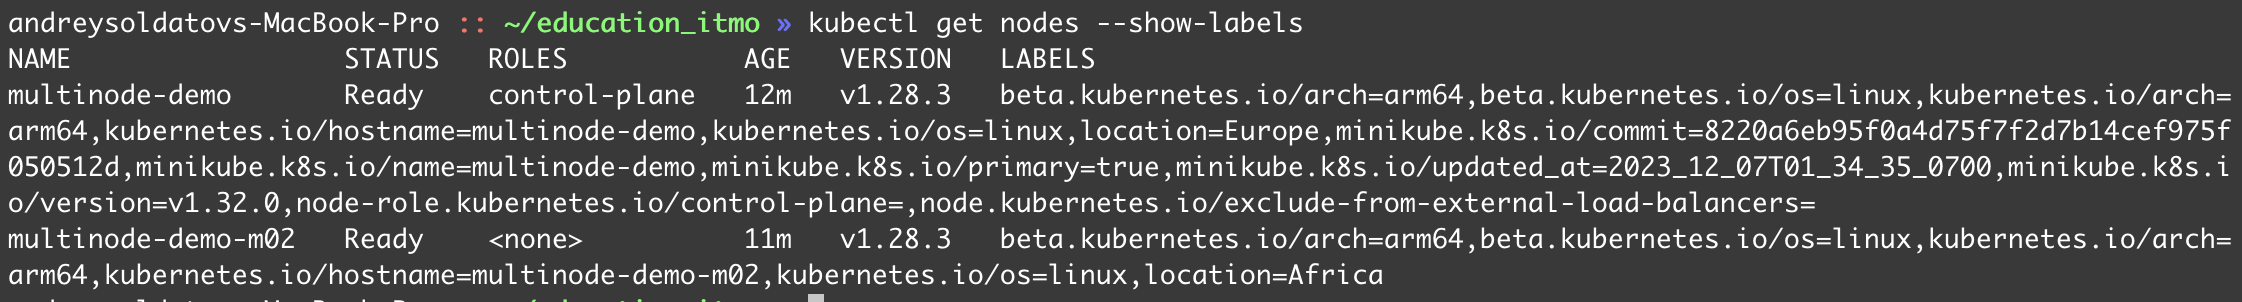 andreysoldatovs-MacBook-Pro :: ~/education_itmo » kubectl get nodes --show-labels
NAME                 STATUS   ROLES           AGE   VERSION   LABELS
multinode-demo       Ready    control-plane   12m   v1.28.3   beta.kubernetes.io/arch=arm64,beta.kubernetes.io/os=linux,kubernetes.io/arch=
arm64,kubernetes.io/hostname=multinode-demo,kubernetes.io/os=linux,location=Europe,minikube.k8s.io/commit=8220a6eb95f0a4d75f7f2d7b14cef975f
050512d,minikube.k8s.io/name=multinode-demo,minikube.k8s.io/primary=true,minikube.k8s.io/updated_at=2023_12_07T01_34_35_0700,minikube.k8s.i
o/version=v1.32.0,node-role.kubernetes.io/control-plane=,node.kubernetes.io/exclude-from-external-load-balancers=
multinode-demo-m02   Ready    <none>          11m   v1.28.3   beta.kubernetes.io/arch=arm64,beta.kubernetes.io/os=linux,kubernetes.io/arch=
arm64,kubernetes.io/hostname=multinode-demo-m02,kubernetes.io/os=linux,location=Africa